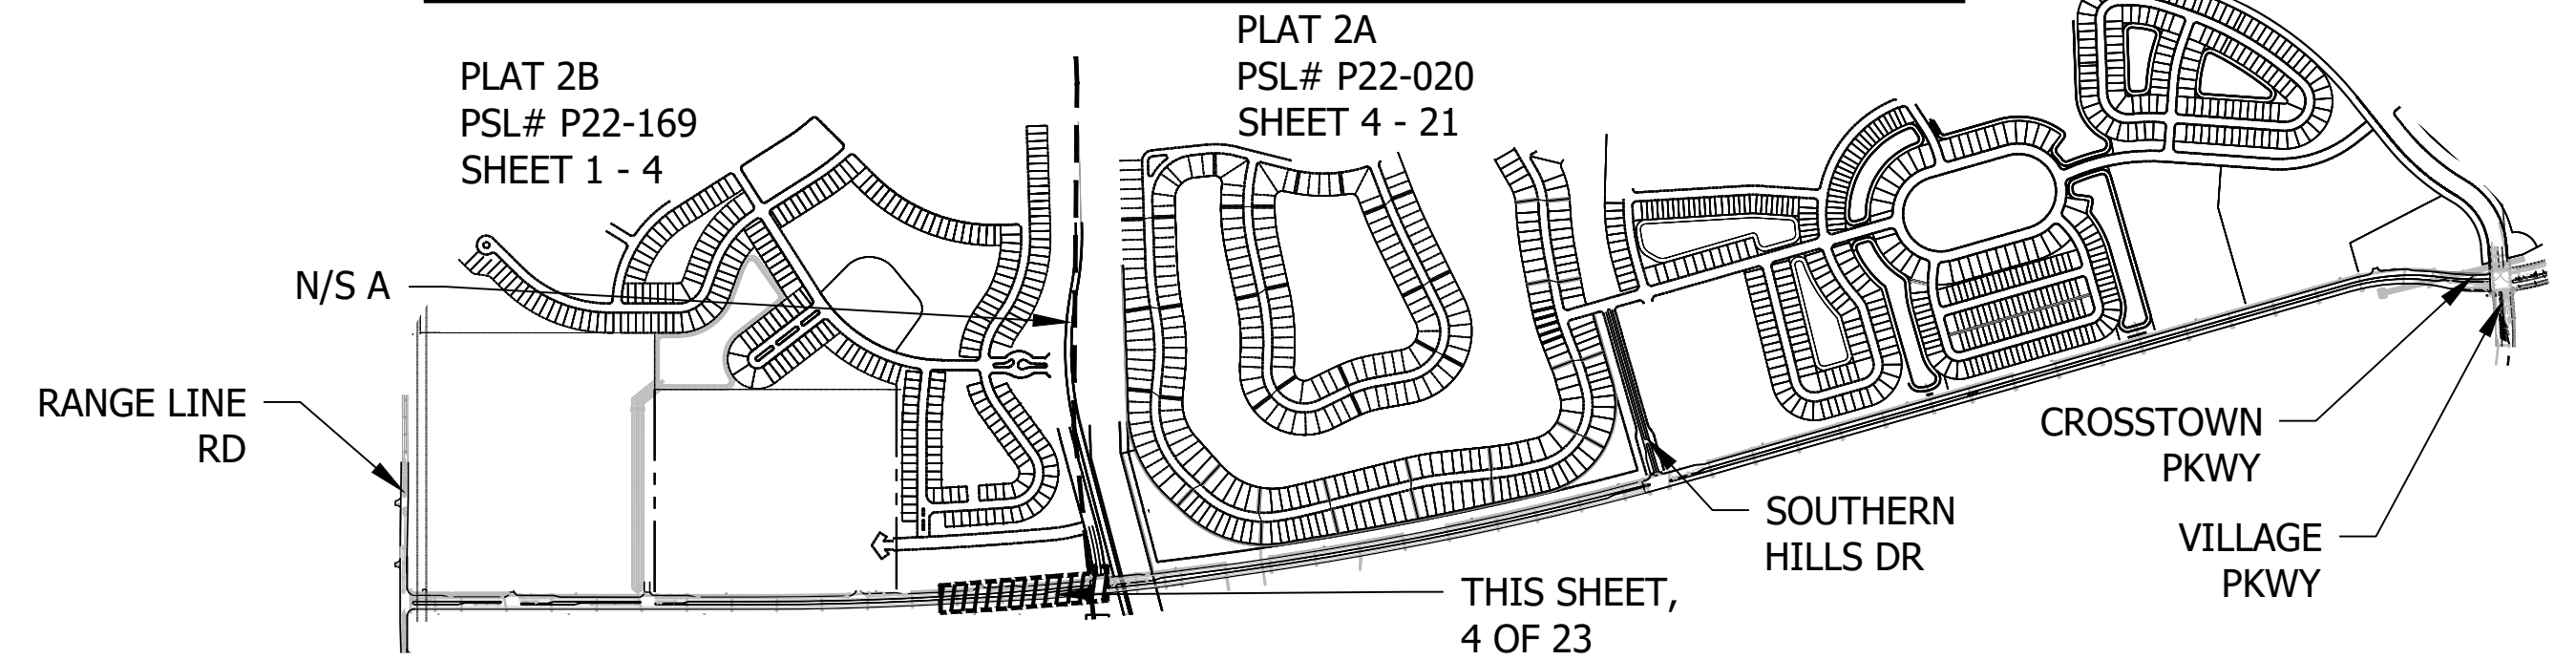 PLAT 2B
PSL# P22-169
SHEET 1 - 4
PLAT 2A
PSL# P22-020
SHEET 4 - 21
N/S A
RANGE LINE
RD
CROSSTOWN
PKWY
SOUTHERN
HILLS DR
VILLAGE
PKWY
THIS SHEET,
4 OF 23